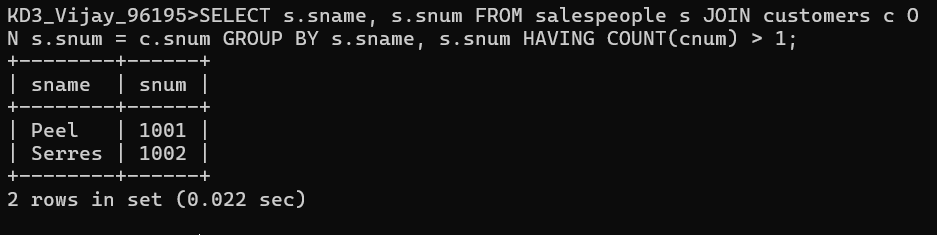 KD3_Vijay_96195>SELECT s.sname, s.snum FROM salespeople s JOIN customers c O
N s.snum = c.snum GROUP BY s.sname, s.snum HAVING COUNT(cnum) > 1;
+--------+------+
| sname  | snum |
+--------+------+
| Peel   | 1001 |
| Serres | 1002 |
+--------+------+
2 rows in set (0.022 sec)